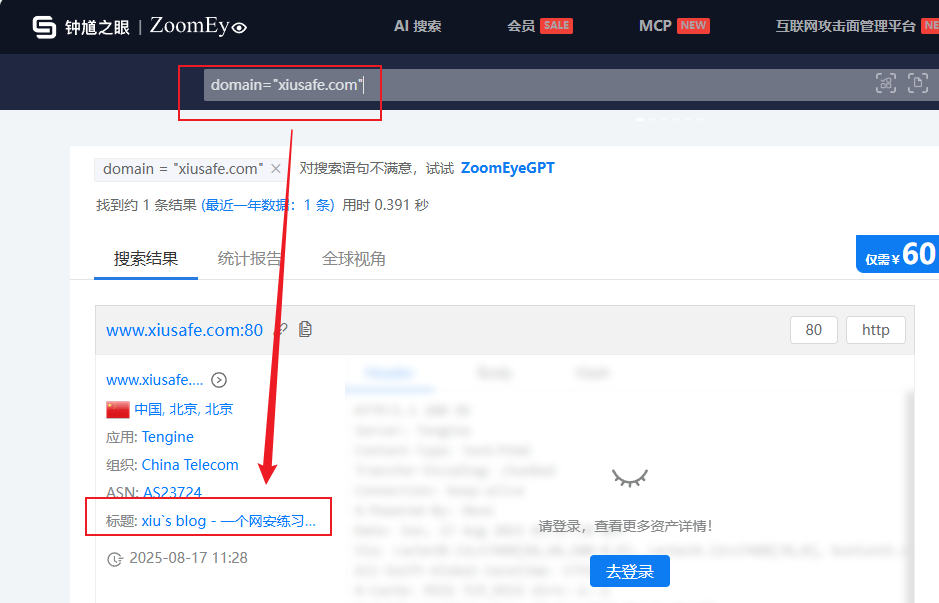 钟馗之眼 | ZoomEye AI 搜索 会员 SALE MCP NEW 互联网攻击面管理平台 NE
domain="xiusafe.com"
domain = "xiusafe.com" × 对搜索语句不满意，试试 ZoomEyeGPT
找到约 1 条结果 (最近一年数据：1 条) 用时 0.391 秒
搜索结果 统计报告 全球视角
仅需¥60
www.xiusafe.com:80 80 http
www.xiusafe....
中国, 北京, 北京
应用: Tengine
组织: China Telecom
ASN: AS23724
标题: xiu`s blog - 一个网安练习...
2025-08-17 11:28
请登录，查看更多资产详情！
去登录